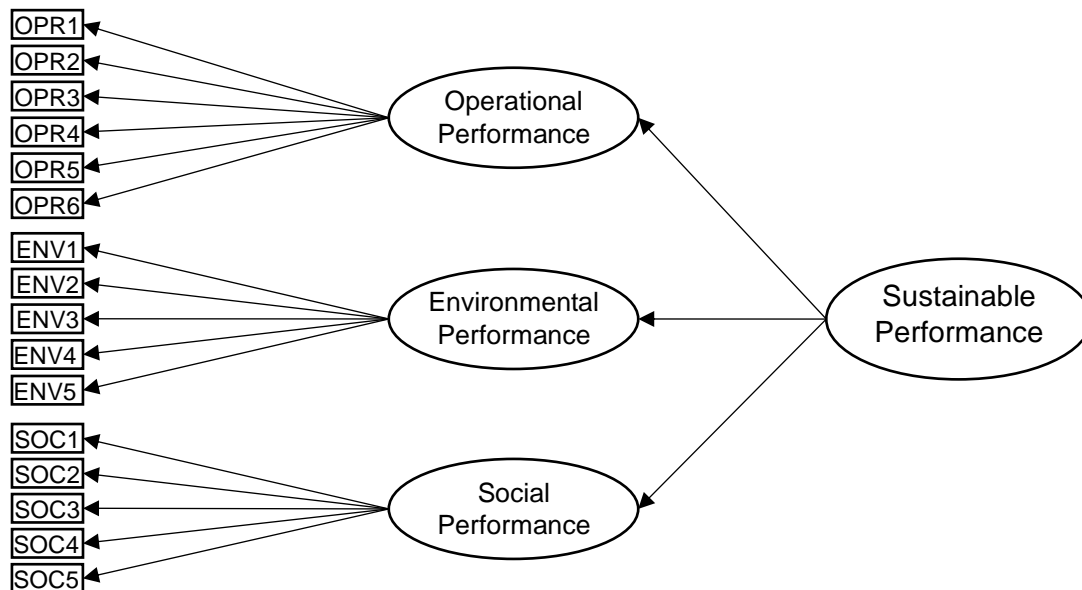 OPR1
OPR2
OPR3
OPR4
OPR5
OPR6
Operational
Performance
ENV1
ENV2
ENV3
ENV4
ENV5
Environmental
Performance
Sustainable
Performance
SOC1
SOC2
SOC3
SOC4
SOC5
Social
Performance